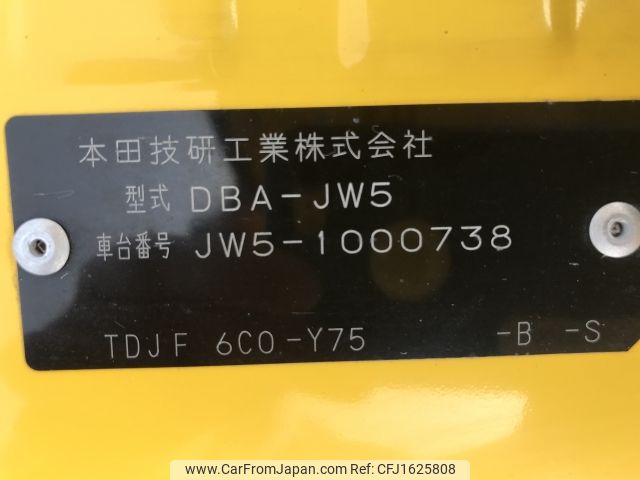 本田技研工業株式会社
型式 DBA-JW5
車台番号 JW5-1000738
TDJF 6C0-Y75 -B -S
www.CarFromJapan.com | CFJ1625808